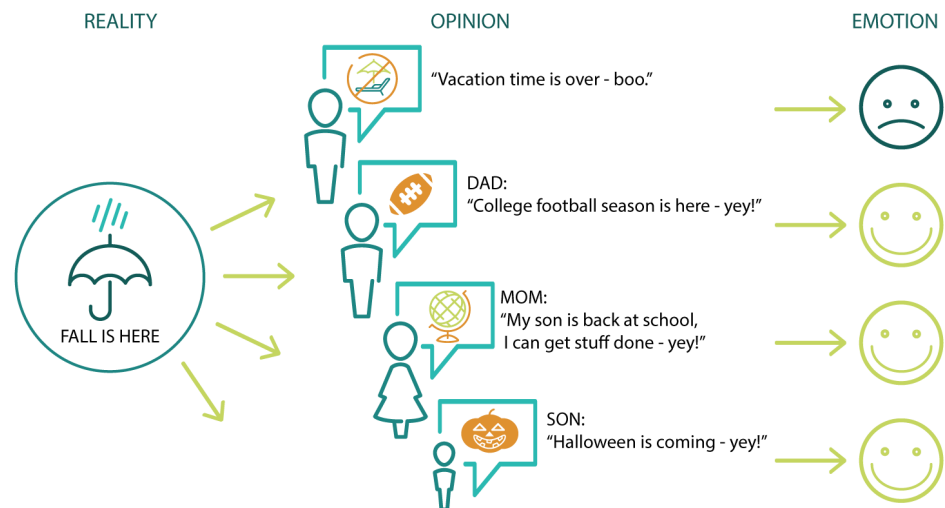 REALITY
OPINION
EMOTION
“Vacation time is over - boo.”
DAD:
“College football season is here - yey!”
FALL IS HERE
MOM:
“My son is back at school,
I can get stuff done - yey!”
SON:
“Halloween is coming - yey!”